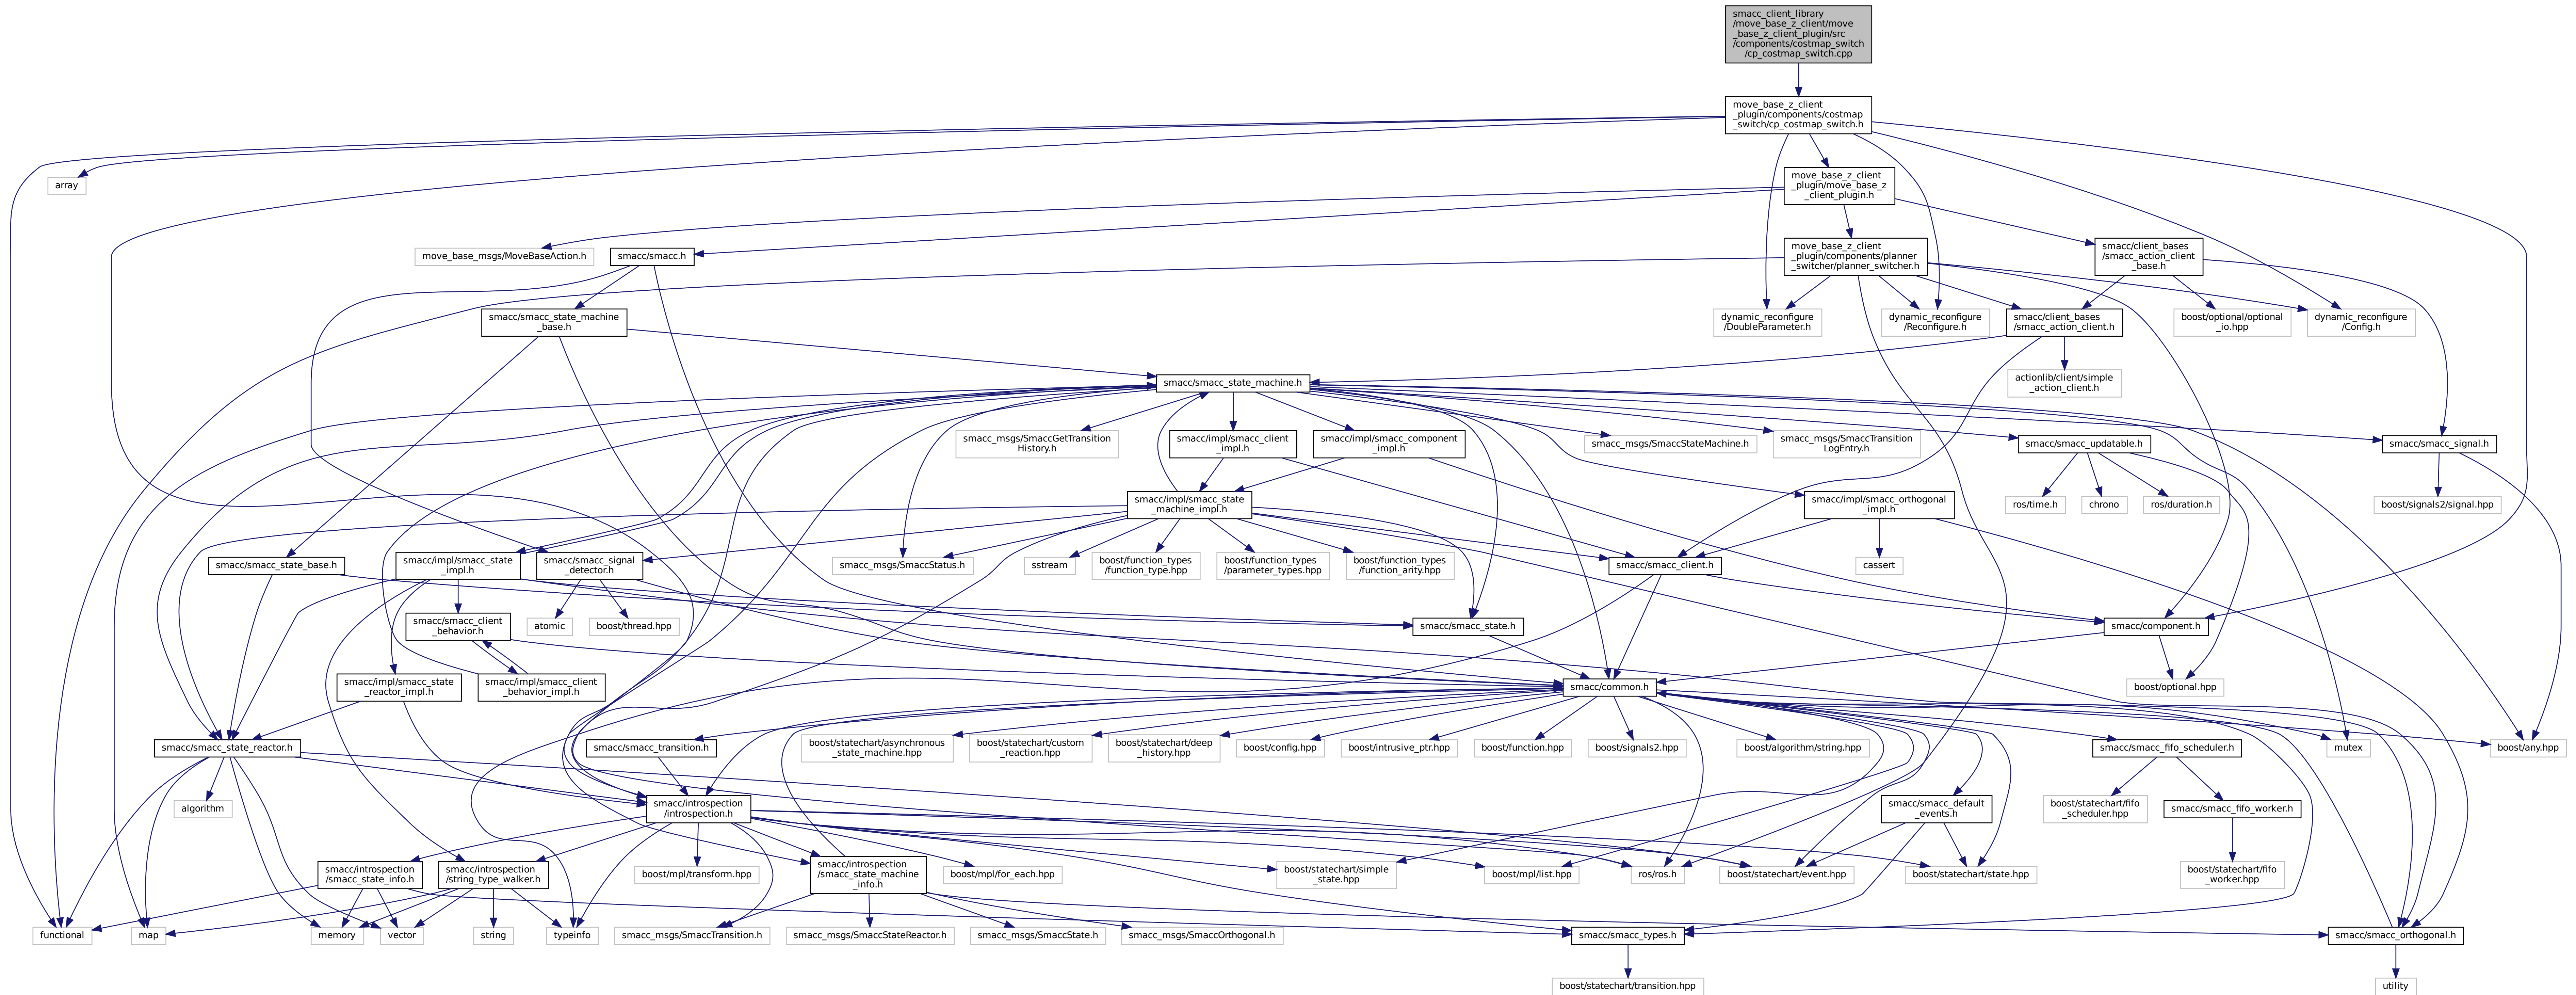 smacc_client_library
/move_base_z_client/move
_base_z_client_plugin/src
/components/costmap_switch
/cp_costmap_switch.cpp
move_base_z_client
_plugin/components/costmap
_switch/cp_costmap_switch.h
array
move_base_z_client
_plugin/move_base_z
_client_plugin.h
move_base_msgs/MoveBaseAction.h
smacc/smacc.h
move_base_z_client
_plugin/components/planner
_switcher/planner_switcher.h
smacc/client_bases
/smacc_action_client
_base.h
smacc/smacc_state_machine
_base.h
dynamic_reconfigure
/DoubleParameter.h
dynamic_reconfigure
/Reconfigure.h
smacc/client_bases
/smacc_action_client.h
boost/optional/optional
_io.hpp
dynamic_reconfigure
/Config.h
smacc/smacc_state_machine.h
actionlib/client/simple
_action_client.h
smacc_msgs/SmaccGetTransition
History.h
smacc/impl/smacc_client
_impl.h
smacc/impl/smacc_component
_impl.h
smacc_msgs/SmaccStateMachine.h
smacc_msgs/SmaccTransition
LogEntry.h
smacc/smacc_updatable.h
smacc/smacc_signal.h
smacc/impl/smacc_state
_machine_impl.h
smacc/impl/smacc_orthogonal
_impl.h
ros/time.h
chrono
ros/duration.h
boost/signals2/signal.hpp
smacc/smacc_state_base.h
smacc/impl/smacc_state
_impl.h
smacc/smacc_signal
_detector.h
smacc_msgs/SmaccStatus.h
sstream
boost/function_types
/function_type.hpp
boost/function_types
/parameter_types.hpp
boost/function_types
/function_arity.hpp
smacc/smacc_client.h
cassert
smacc/smacc_client
_behavior.h
atomic
boost/thread.hpp
smacc/smacc_state.h
smacc/component.h
smacc/impl/smacc_state
_reactor_impl.h
smacc/impl/smacc_client
_behavior_impl.h
smacc/common.h
boost/optional.hpp
smacc/smacc_state_reactor.h
smacc/smacc_transition.h
boost/statechart/asynchronous
_state_machine.hpp
boost/statechart/custom
_reaction.hpp
boost/statechart/deep
_history.hpp
boost/config.hpp
boost/intrusive_ptr.hpp
boost/function.hpp
boost/signals2.hpp
boost/algorithm/string.hpp
smacc/smacc_fifo_scheduler.h
mutex
boost/any.hpp
algorithm
smacc/introspection
/introspection.h
smacc/smacc_default
_events.h
boost/statechart/fifo
_scheduler.hpp
smacc/smacc_fifo_worker.h
smacc/introspection
/smacc_state_info.h
smacc/introspection
/string_type_walker.h
boost/mpl/transform.hpp
smacc/introspection
/smacc_state_machine
_info.h
boost/mpl/for_each.hpp
boost/statechart/simple
_state.hpp
boost/mpl/list.hpp
ros/ros.h
boost/statechart/event.hpp
boost/statechart/state.hpp
boost/statechart/fifo
_worker.hpp
functional
map
memory
vector
string
typeinfo
smacc_msgs/SmaccTransition.h
smacc_msgs/SmaccStateReactor.h
smacc_msgs/SmaccState.h
smacc_msgs/SmaccOrthogonal.h
smacc/smacc_types.h
smacc/smacc_orthogonal.h
boost/statechart/transition.hpp
utility